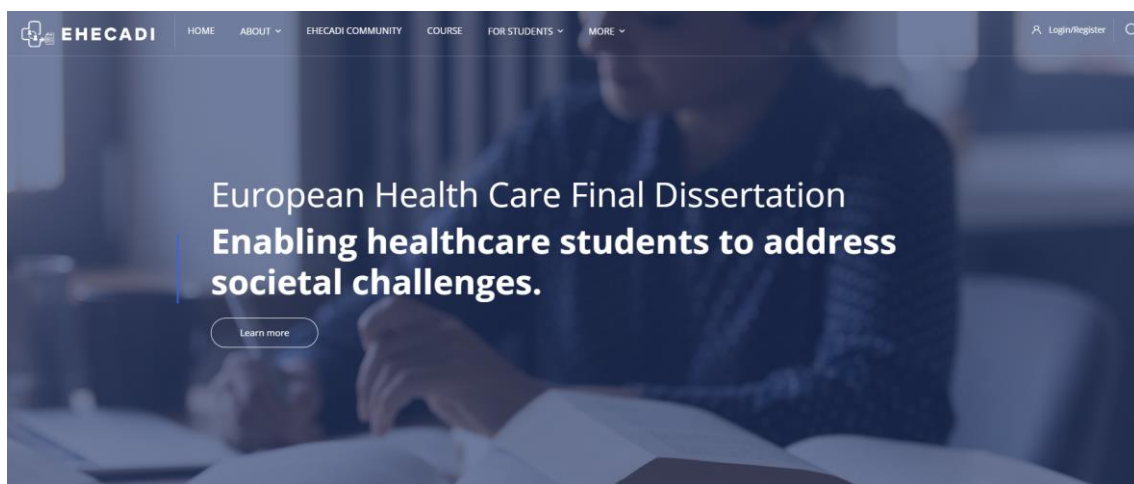 EHECADI
HOME
ABOUT
EHECADI COMMUNITY
COURSE
FOR STUDENTS
MORE
Login/Register
European Health Care Final Dissertation
Enabling healthcare students to address
societal challenges.
Learn more